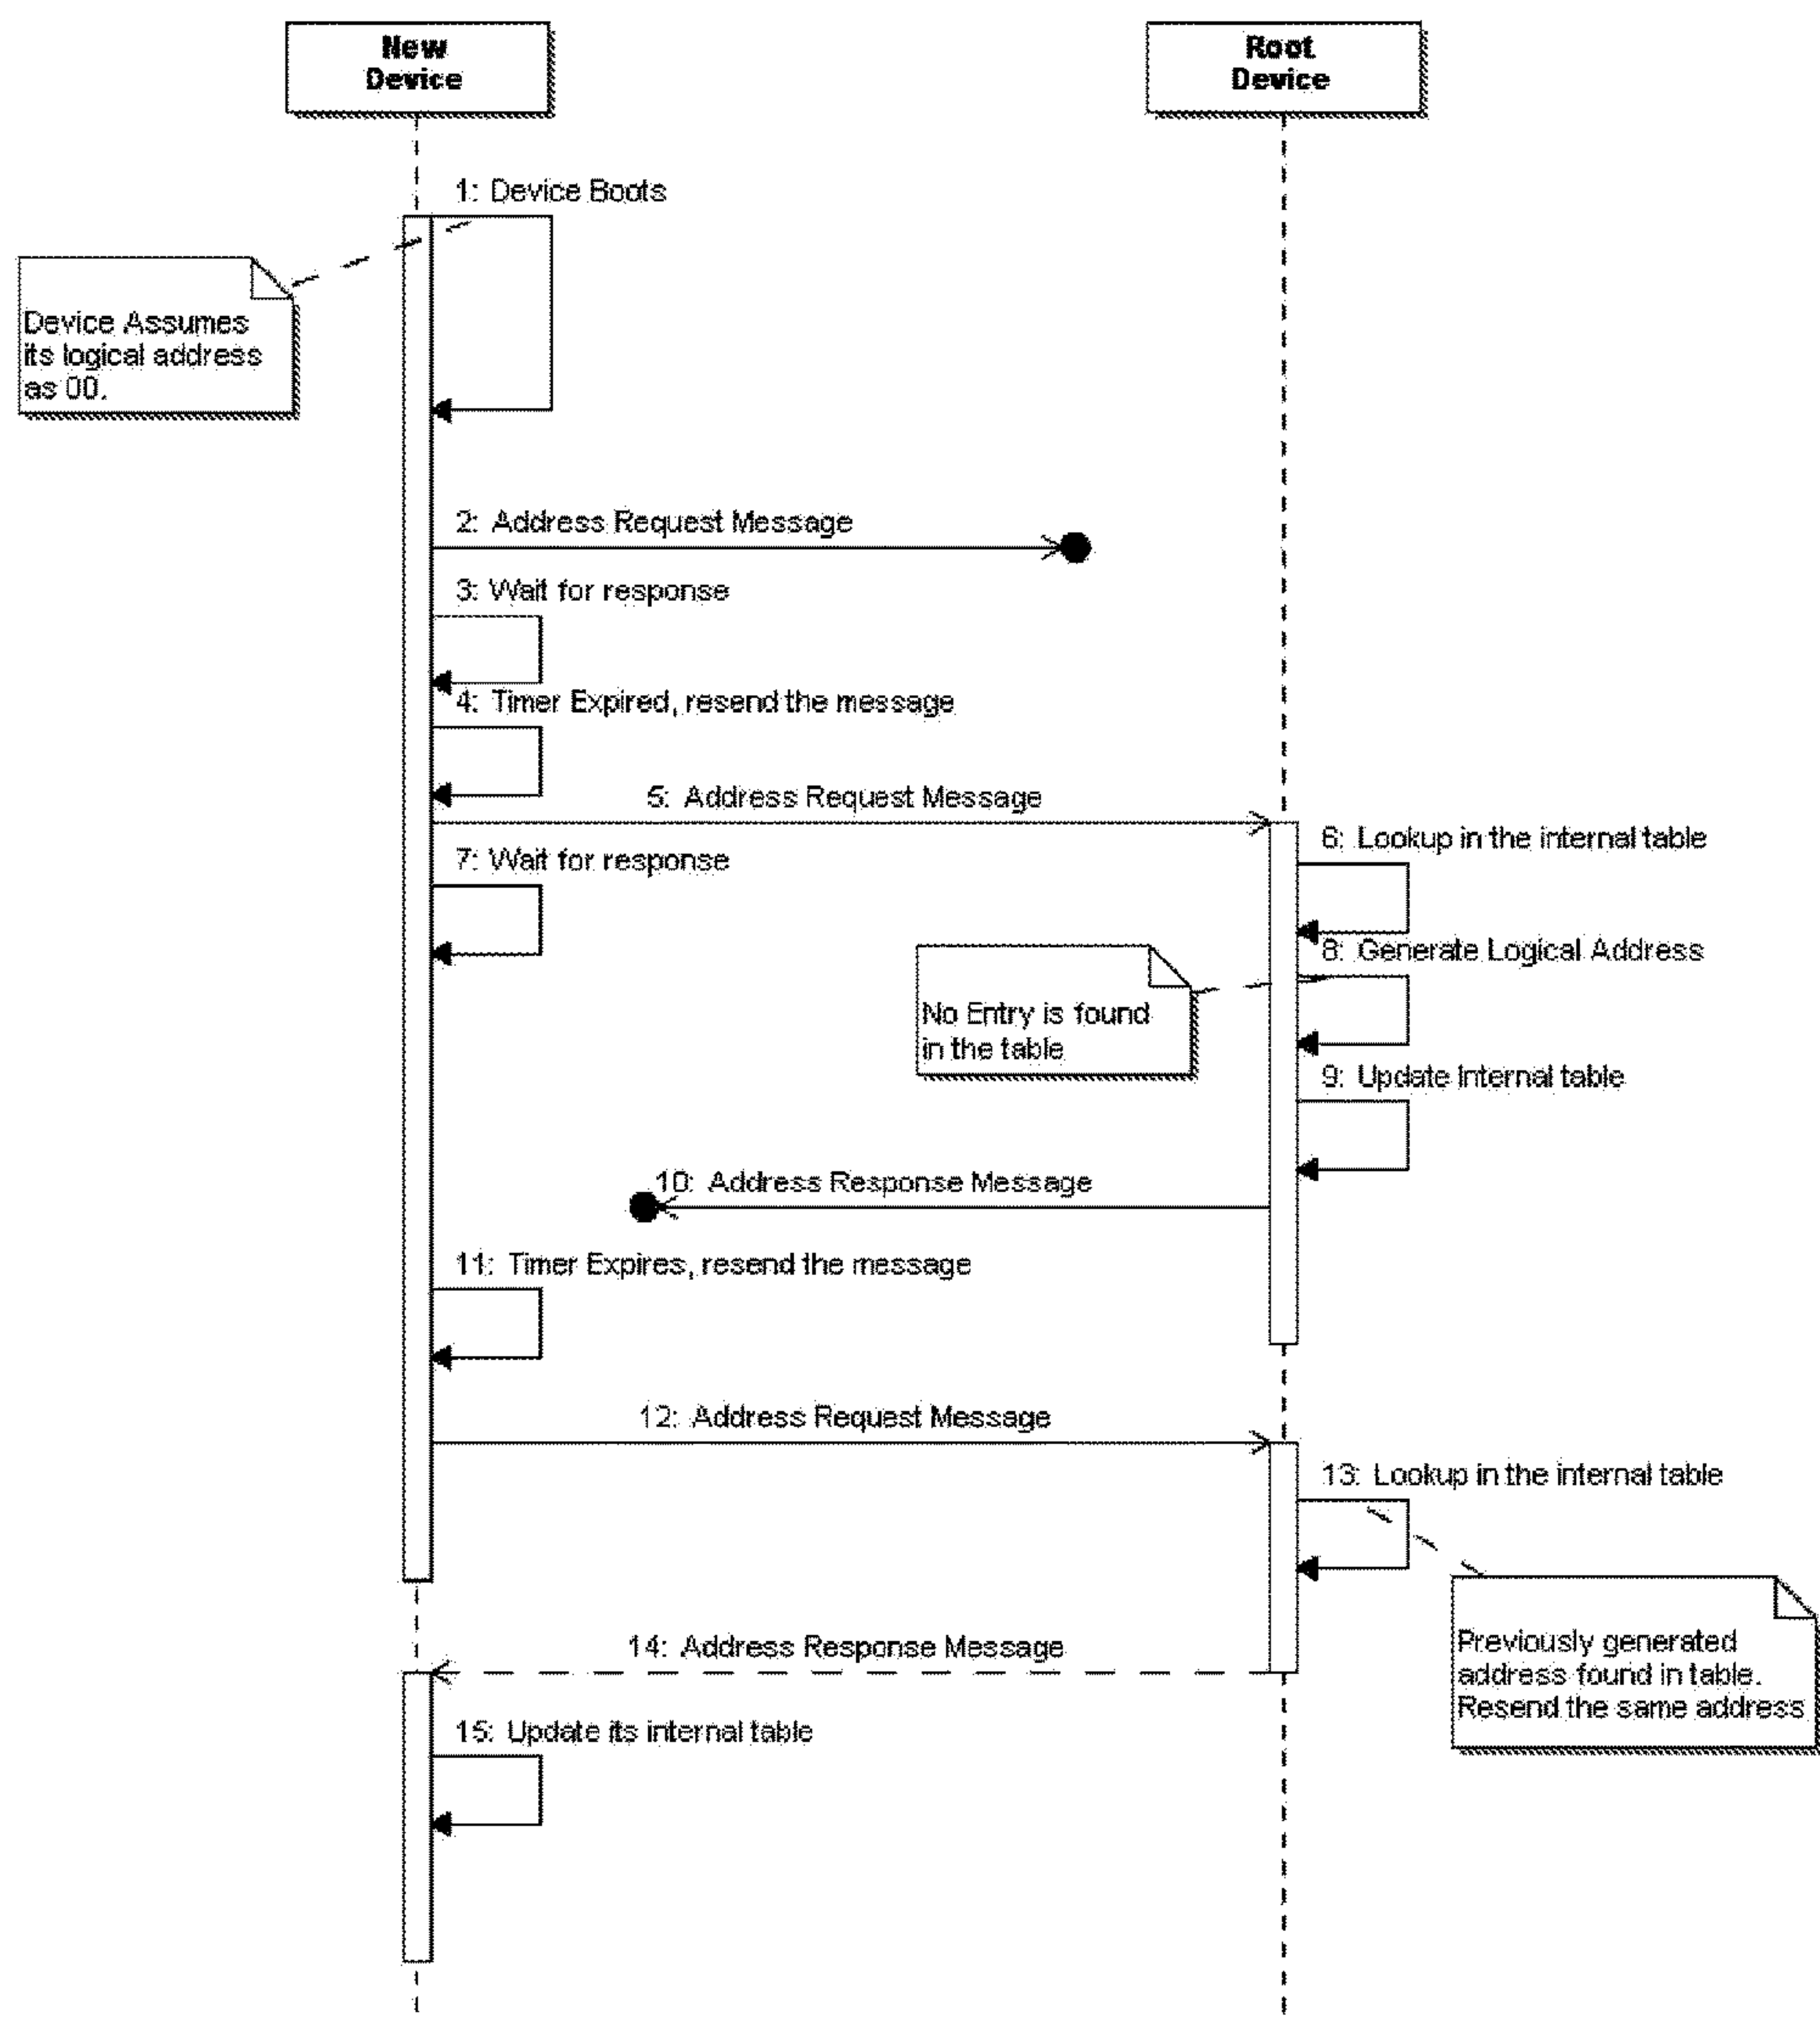 New
Device
Root
Device
1: Device Boots
Device Assumes
its logical address
as 00.
2: Address Request Message
3: Wait for response
4: Timer Expired, resend the message
5: Address Request Message
6: Lookup in the internal table
7: Wait for response
8: Generate Logical Address
No Entry is found
in the table
9: Update Internal table
10: Address Response Message
11: Timer Expires, resend the message
12: Address Request Message
13: Lookup in the internal table
14: Address Response Message
Previously generated
address found in table.
Resend the same address
15: Update its internal table